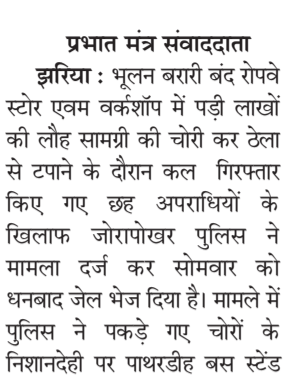 प्रभात मंत्र संवाददाता
झरिया : भूलन बरारी बंद रोपवे
स्टोर एवम वर्कशॉप में पड़ी लाखों
की लौह सामग्री की चोरी कर ठेला
से टपाने के दौरान कल गिरफ्तार
किए गए छह अपराधियों के
खिलाफ जोरापोखर पुलिस ने
मामला दर्ज कर सोमवार को
धनबाद जेल भेज दिया है। मामले में
पुलिस ने पकड़े गए चोरों के
निशानदेही पर पाथरडीह बस स्टेंड